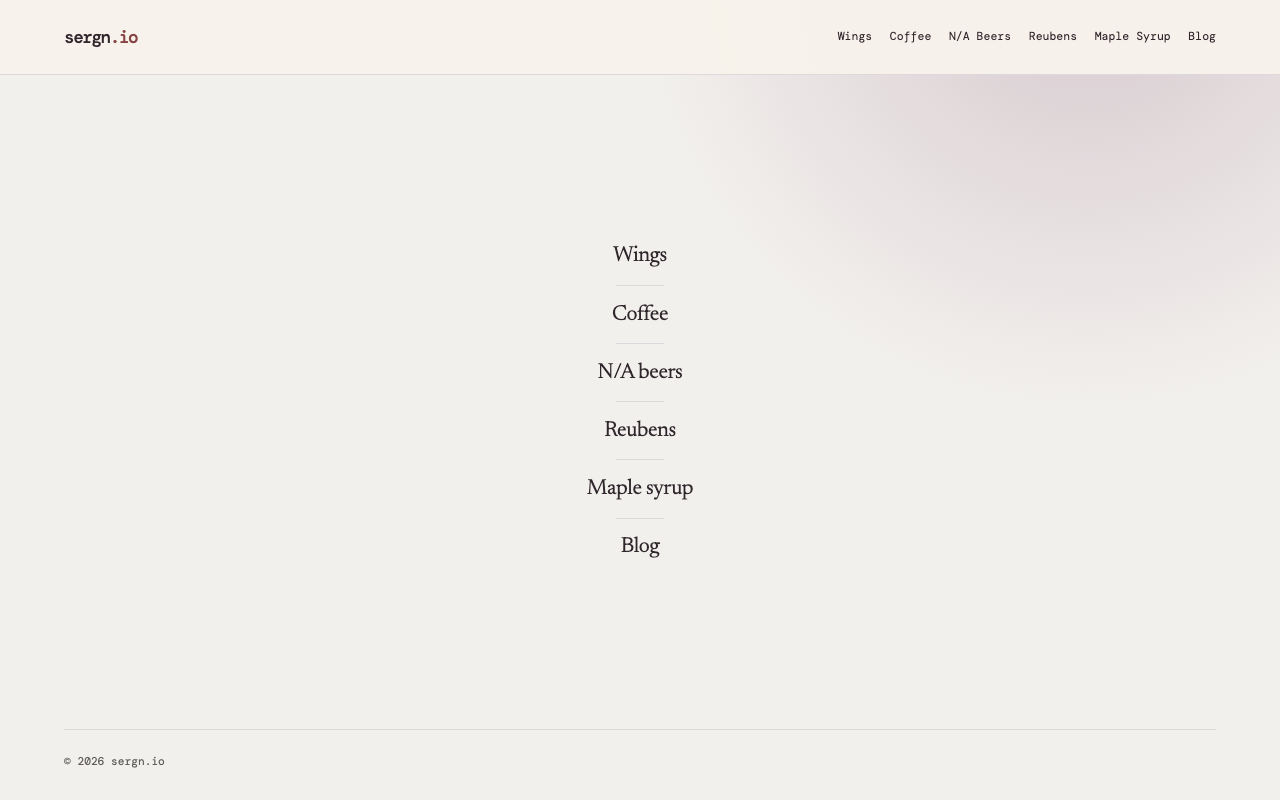 sergn.io
Wings Coffee N/A Beers Reubens Maple Syrup Blog
Wings
Coffee
N/A beers
Reubens
Maple syrup
Blog
© 2026 sergn.io